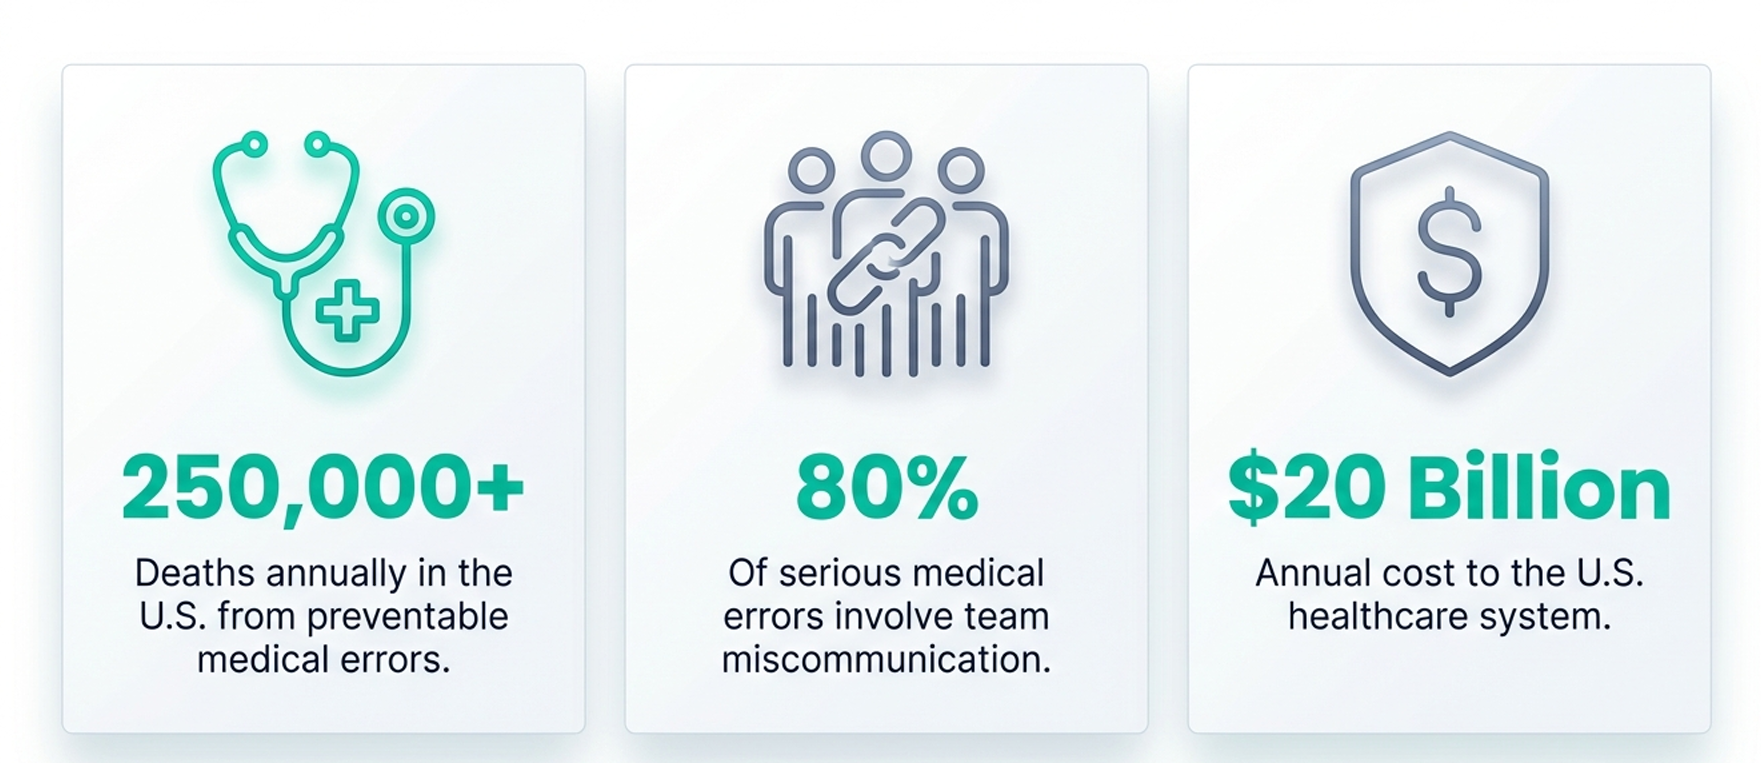 250,000+
Deaths annually in the
U.S. from preventable
medical errors.
80%
Of serious medical
errors involve team
miscommunication.
$20 Billion
Annual cost to the U.S.
healthcare system.